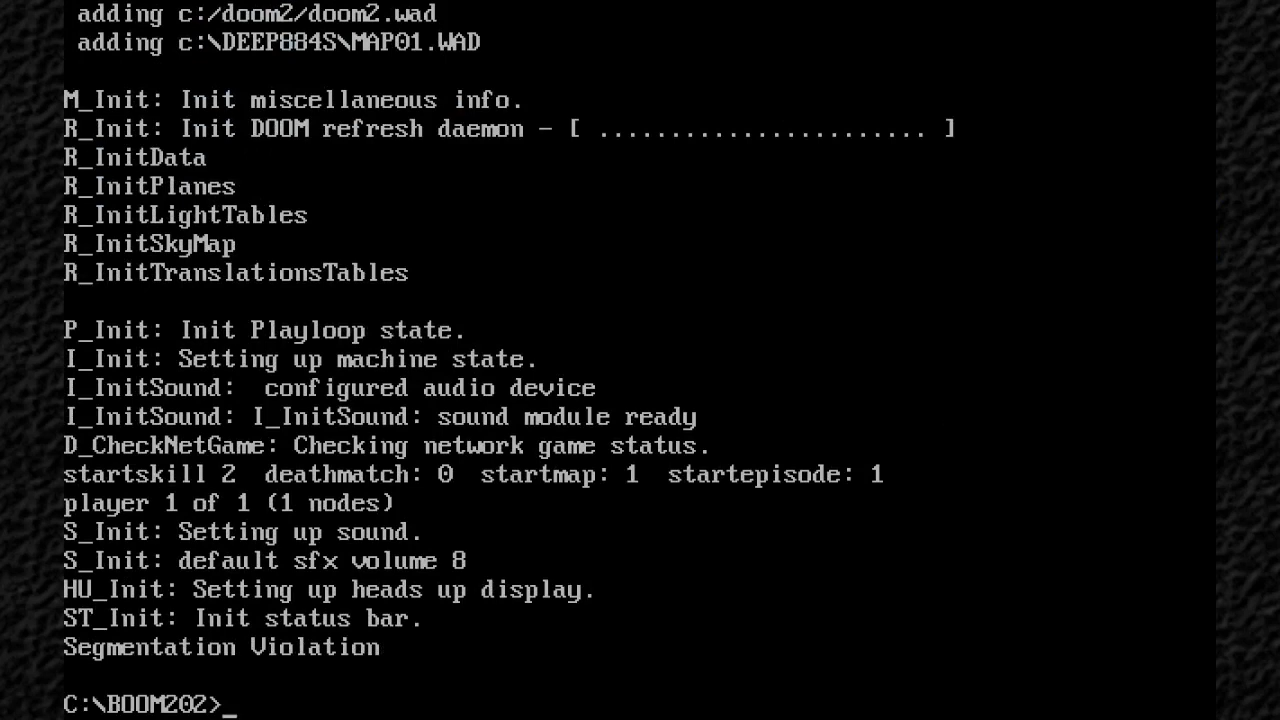 adding c:/doom2/doom2.wad
adding c:\DEEP884S\MAP01.WAD
M_Init: Init miscellaneous info.
R_Init: Init DOOM refresh daemon - [ ....................... ]
R_InitData
R_InitPlanes
R_InitLightTables
R_InitSkyMap
R_InitTranslationsTables
P_Init: Init Playloop state.
I_Init: Setting up machine state.
I_InitSound:  configured audio device
I_InitSound: I_InitSound: sound module ready
D_CheckNetGame: Checking network game status.
startskill 2  deathmatch: 0  startmap: 1  startepisode: 1
player 1 of 1 (1 nodes)
S_Init: Setting up sound.
S_Init: default sfx volume 8
HU_Init: Setting up heads up display.
ST_Init: Init status bar.
Segmentation Violation
C:\BOOM202>_